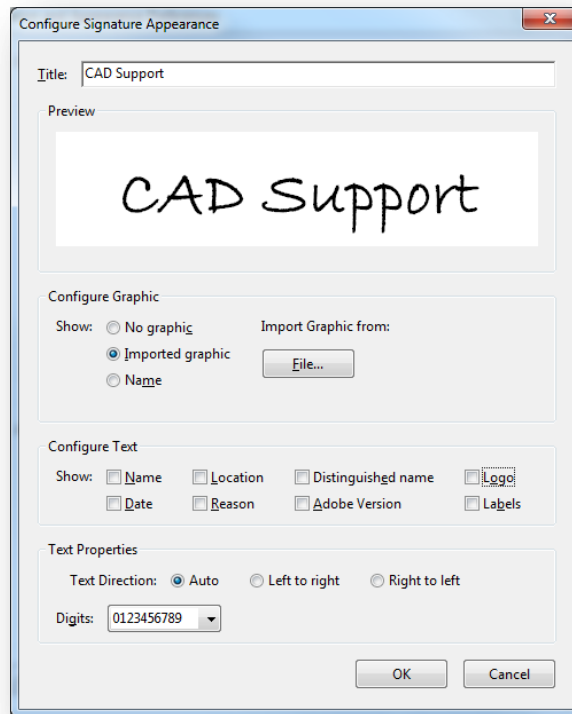 Configure Signature Appearance
Title: CAD Support
Preview
CAD Support
Configure Graphic
Show: No graphic Import Graphic from:
Imported graphic File...
Name
Configure Text
Show: Name Location Distinguished name Logo
Date Reason Adobe Version Labels
Text Properties
Text Direction: Auto Left to right Right to left
Digits: 0123456789
OK Cancel